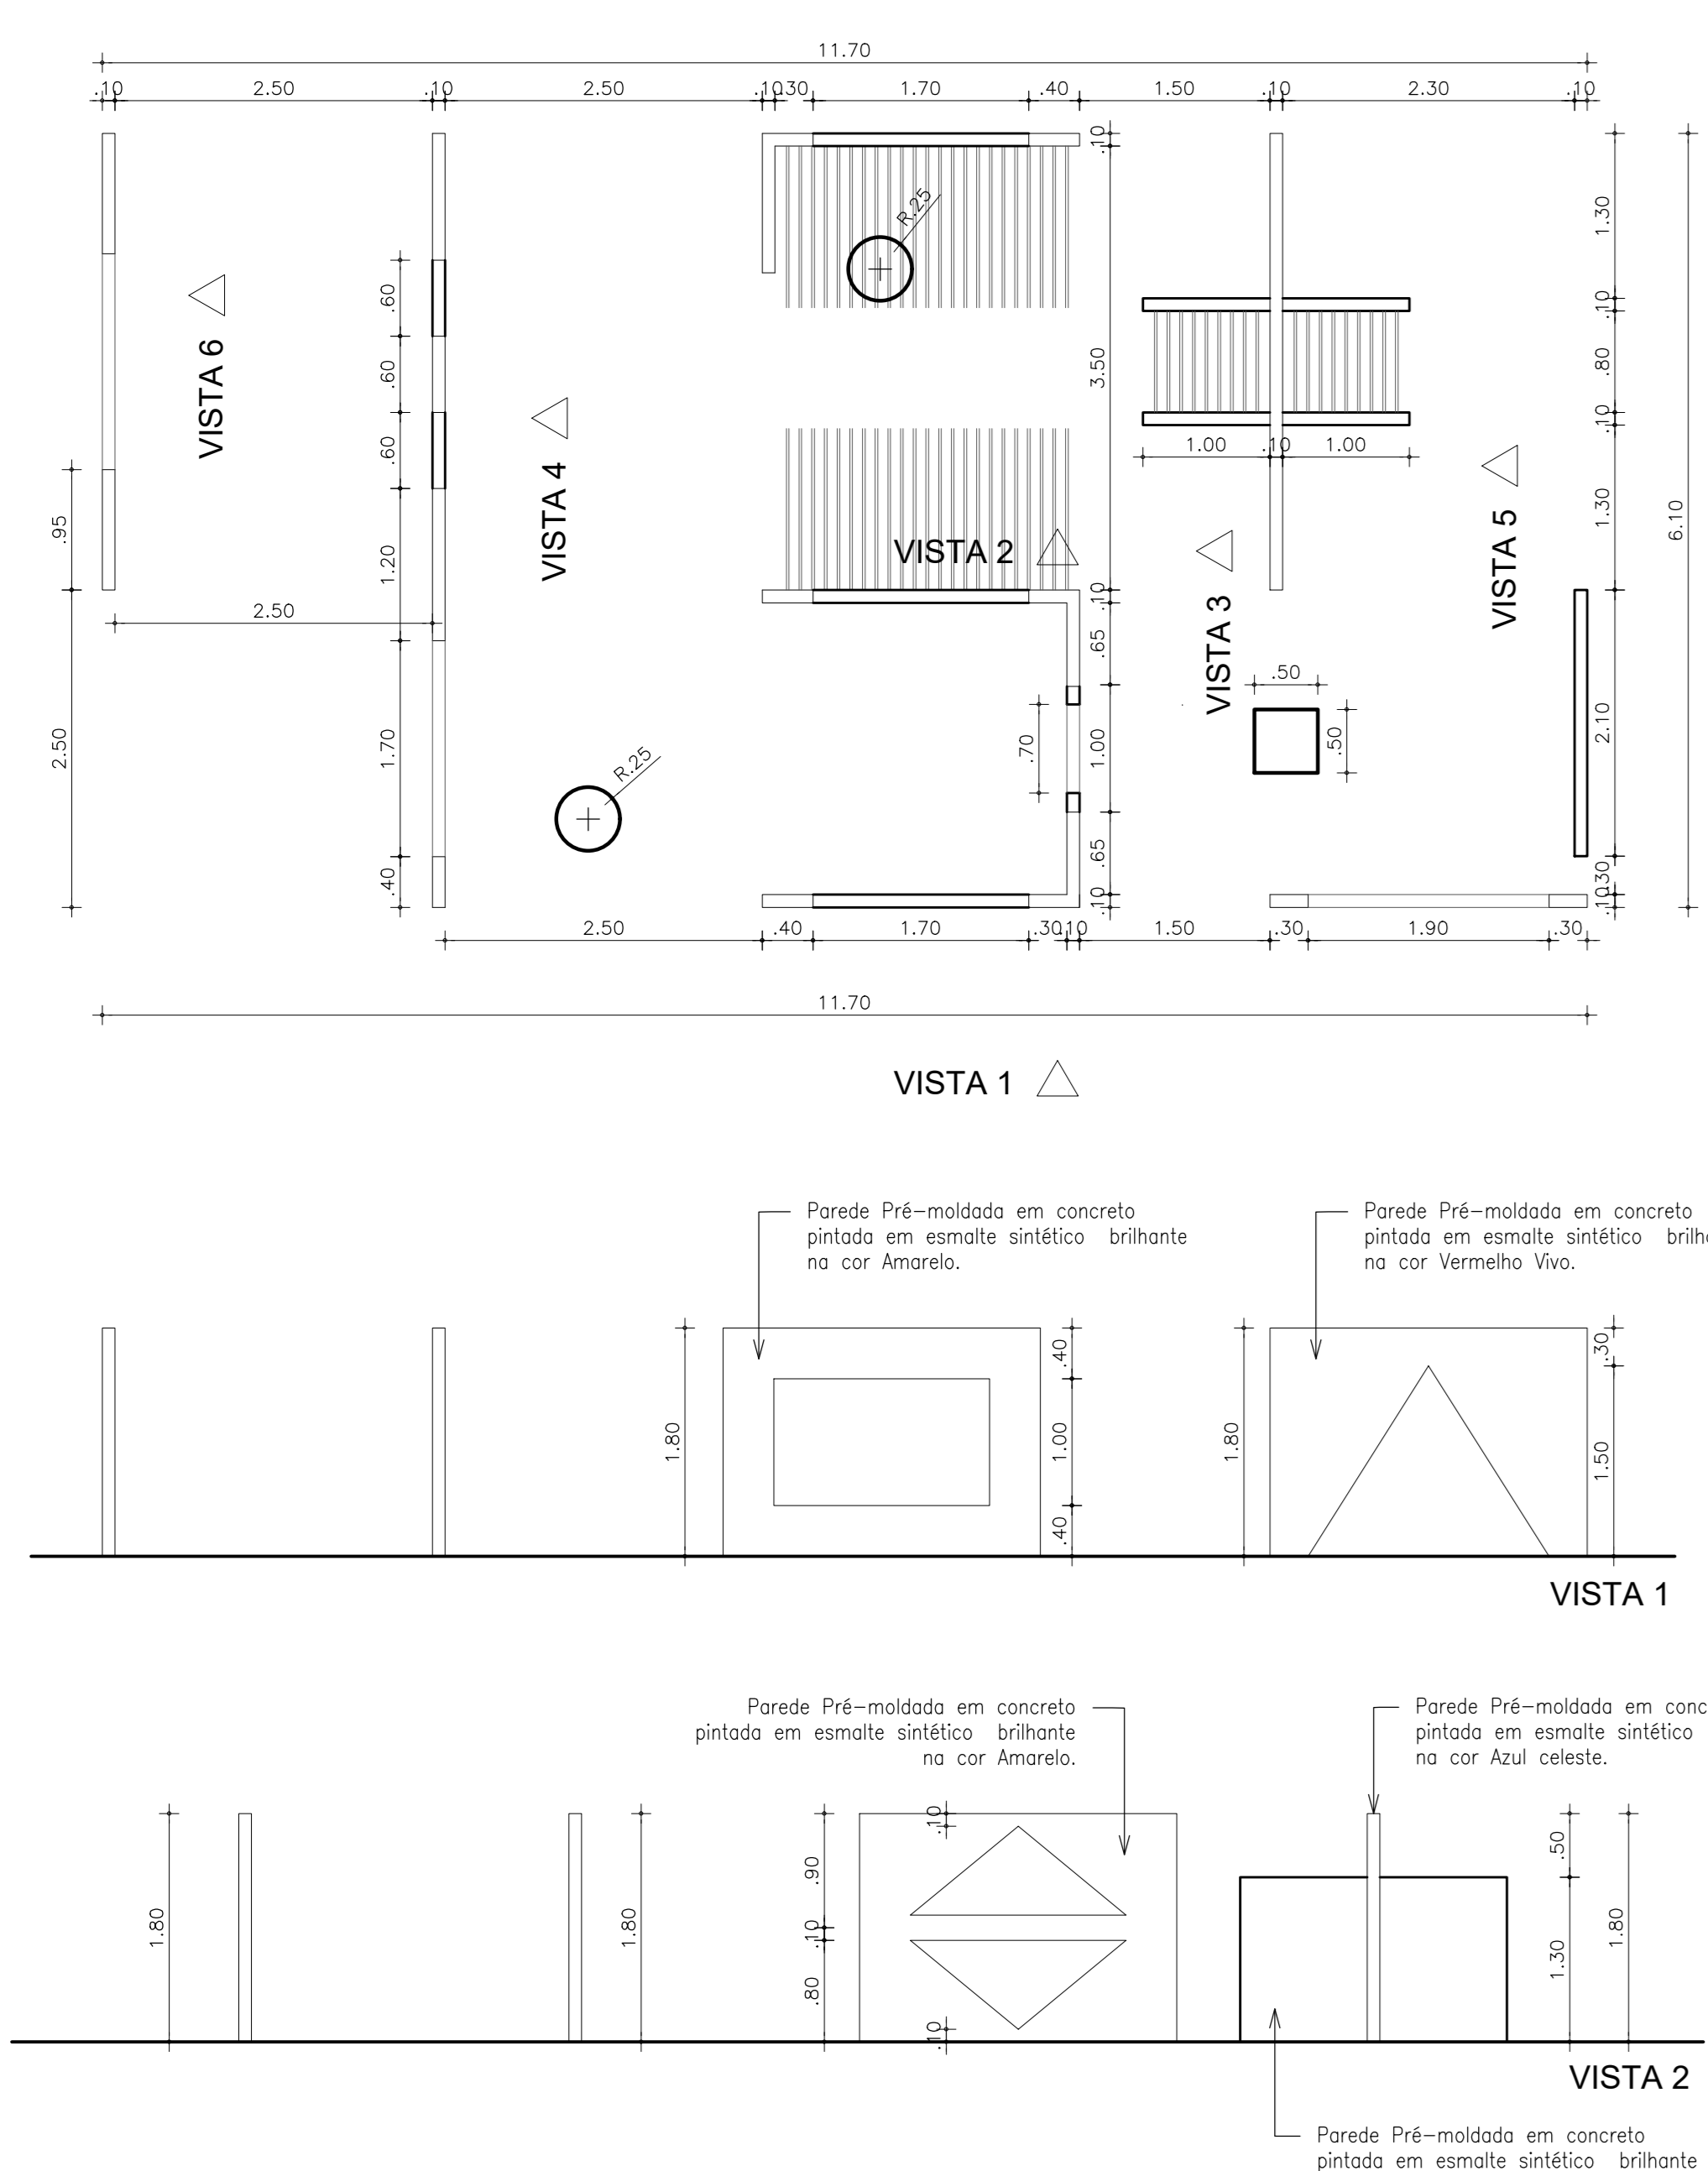 11.70
.10
2.50
.10
2.50
.10
.30
1.70
.40
1.50
.10
2.30
.10
.10
R.25
1.30
.60
.10
VISTA 6
.60
3.50
.80
.60
.10
1.00
.10
1.00
VISTA 4
.95
1.20
VISTA 2
1.30
VISTA 5
6.10
2.50
.10
.65
VISTA 3
.50
2.50
1.70
R.25
.70
1.00
.50
2.10
.40
.65
.30
.10
.10
2.50
.40
1.70
.30
.10
1.50
.30
1.90
.30
11.70
VISTA 1
Parede Pré-moldada em concreto
pintada em esmalte sintético brilhante
na cor Amarelo.
Parede Pré-moldada em concreto
pintada em esmalte sintético brilh
na cor Vermelho Vivo.
1.80
.40
1.00
.40
1.80
.30
1.50
VISTA 1
Parede Pré-moldada em concreto
pintada em esmalte sintético brilhante
na cor Amarelo.
Parede Pré-moldada em conc
pintada em esmalte sintético
na cor Azul celeste.
1.80
1.80
.90
.10
.80
.10
.10
.50
1.30
1.80
VISTA 2
Parede Pré-moldada em concreto
pintada em esmalte sintético brilhante